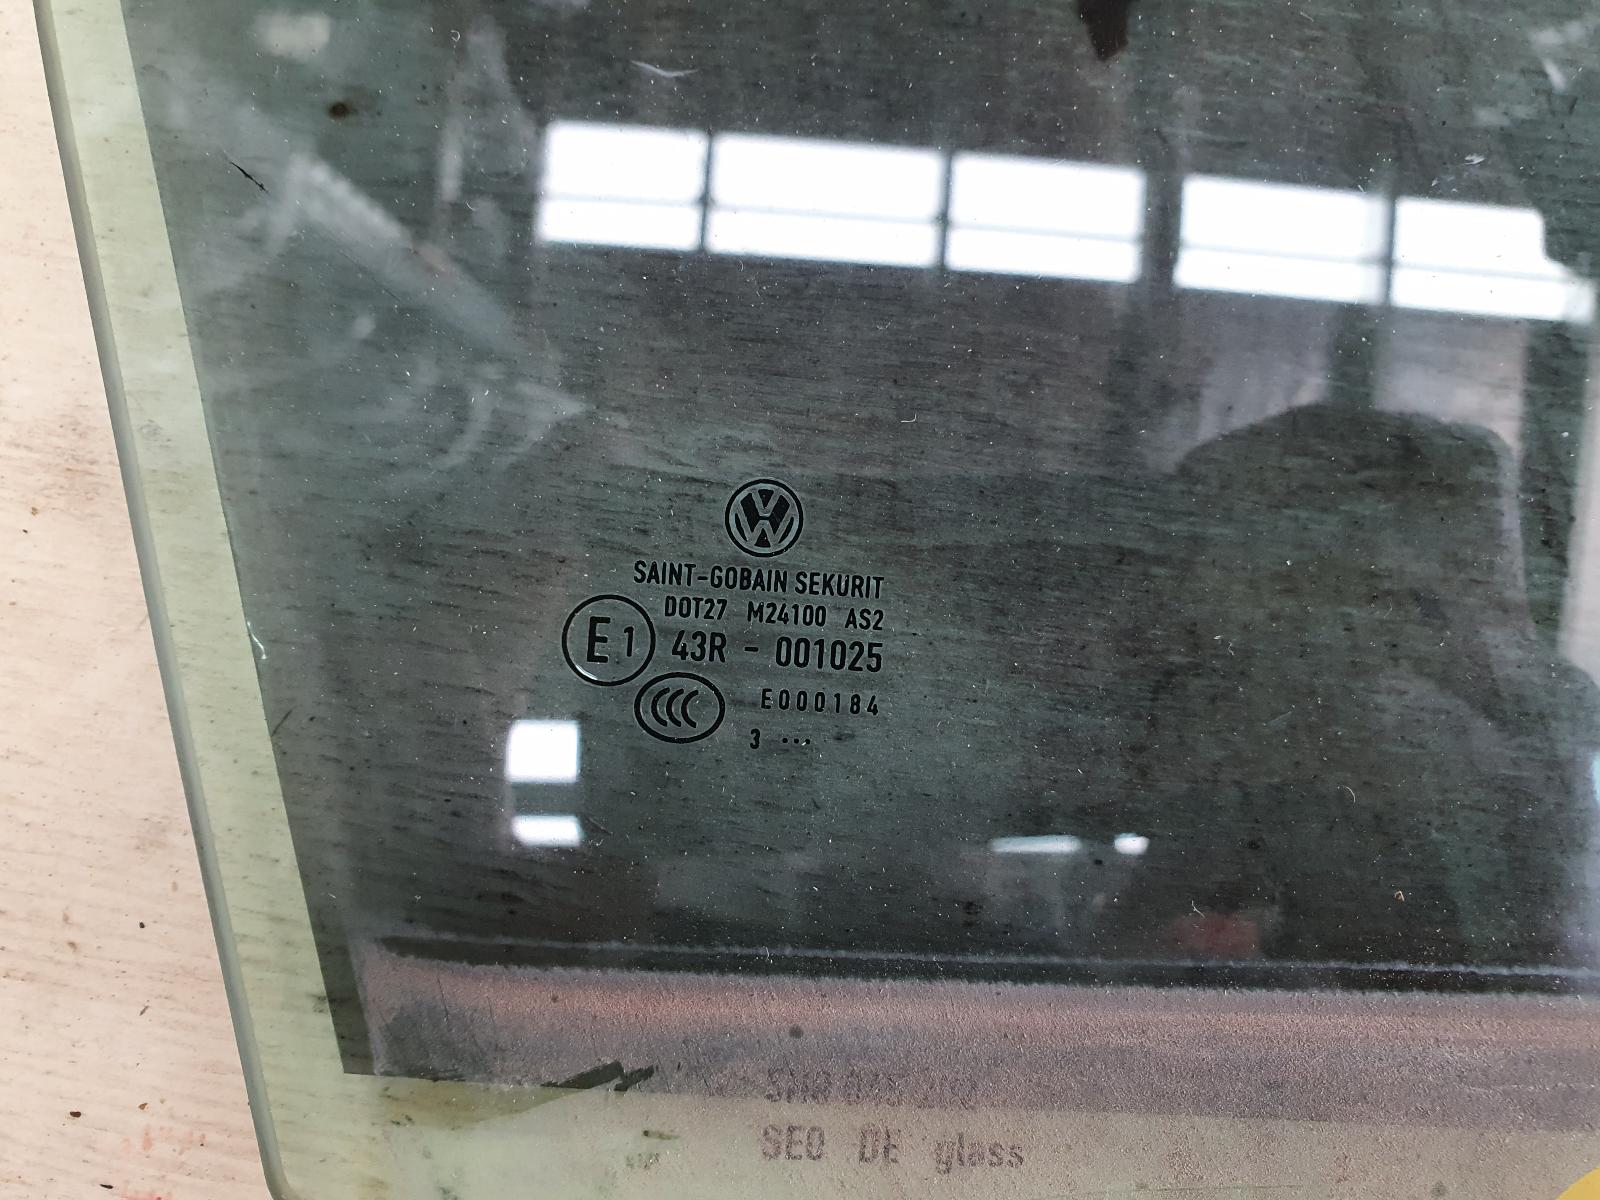 SAINT-GOBAIN SEKURIT
DOT27 M24100 AS2
E1 43R - 001025
E000184
3 ...
SEO DE glass